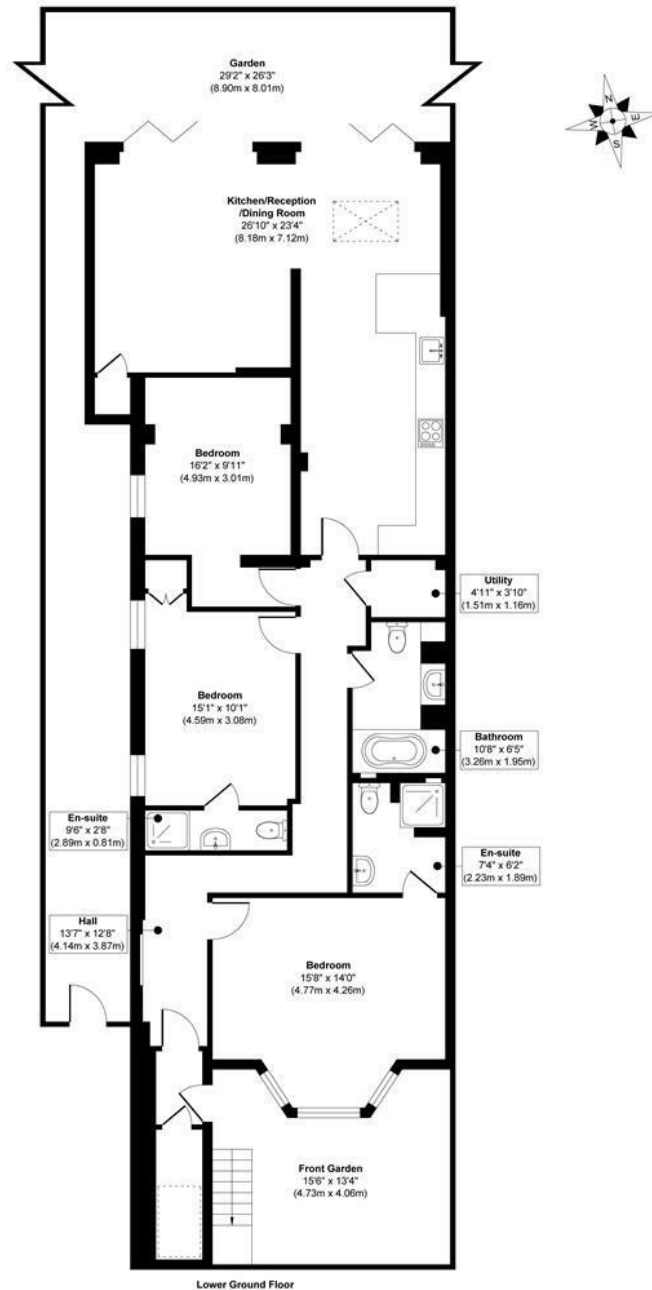 Garden
29'2" x 26'3"
(8.90m x 8.01m)
N
W
E
S
Kitchen/Reception
/Dining Room
26'10" x 23'4"
(8.18m x 7.12m)
Bedroom
16'2" x 9'11"
(4.93m x 3.01m)
Utility
4'11" x 3'10"
(1.51m x 1.16m)
Bedroom
15'1" x 10'1"
(4.59m x 3.08m)
Bathroom
10'8" x 6'5"
(3.26m x 1.95m)
En-suite
9'6" x 2'8"
(2.89m x 0.81m)
En-suite
7'4" x 6'2"
(2.23m x 1.89m)
Hall
13'7" x 12'8"
(4.14m x 3.87m)
Bedroom
15'8" x 14'0"
(4.77m x 4.26m)
Front Garden
15'6" x 13'4"
(4.73m x 4.06m)
Lower Ground Floor